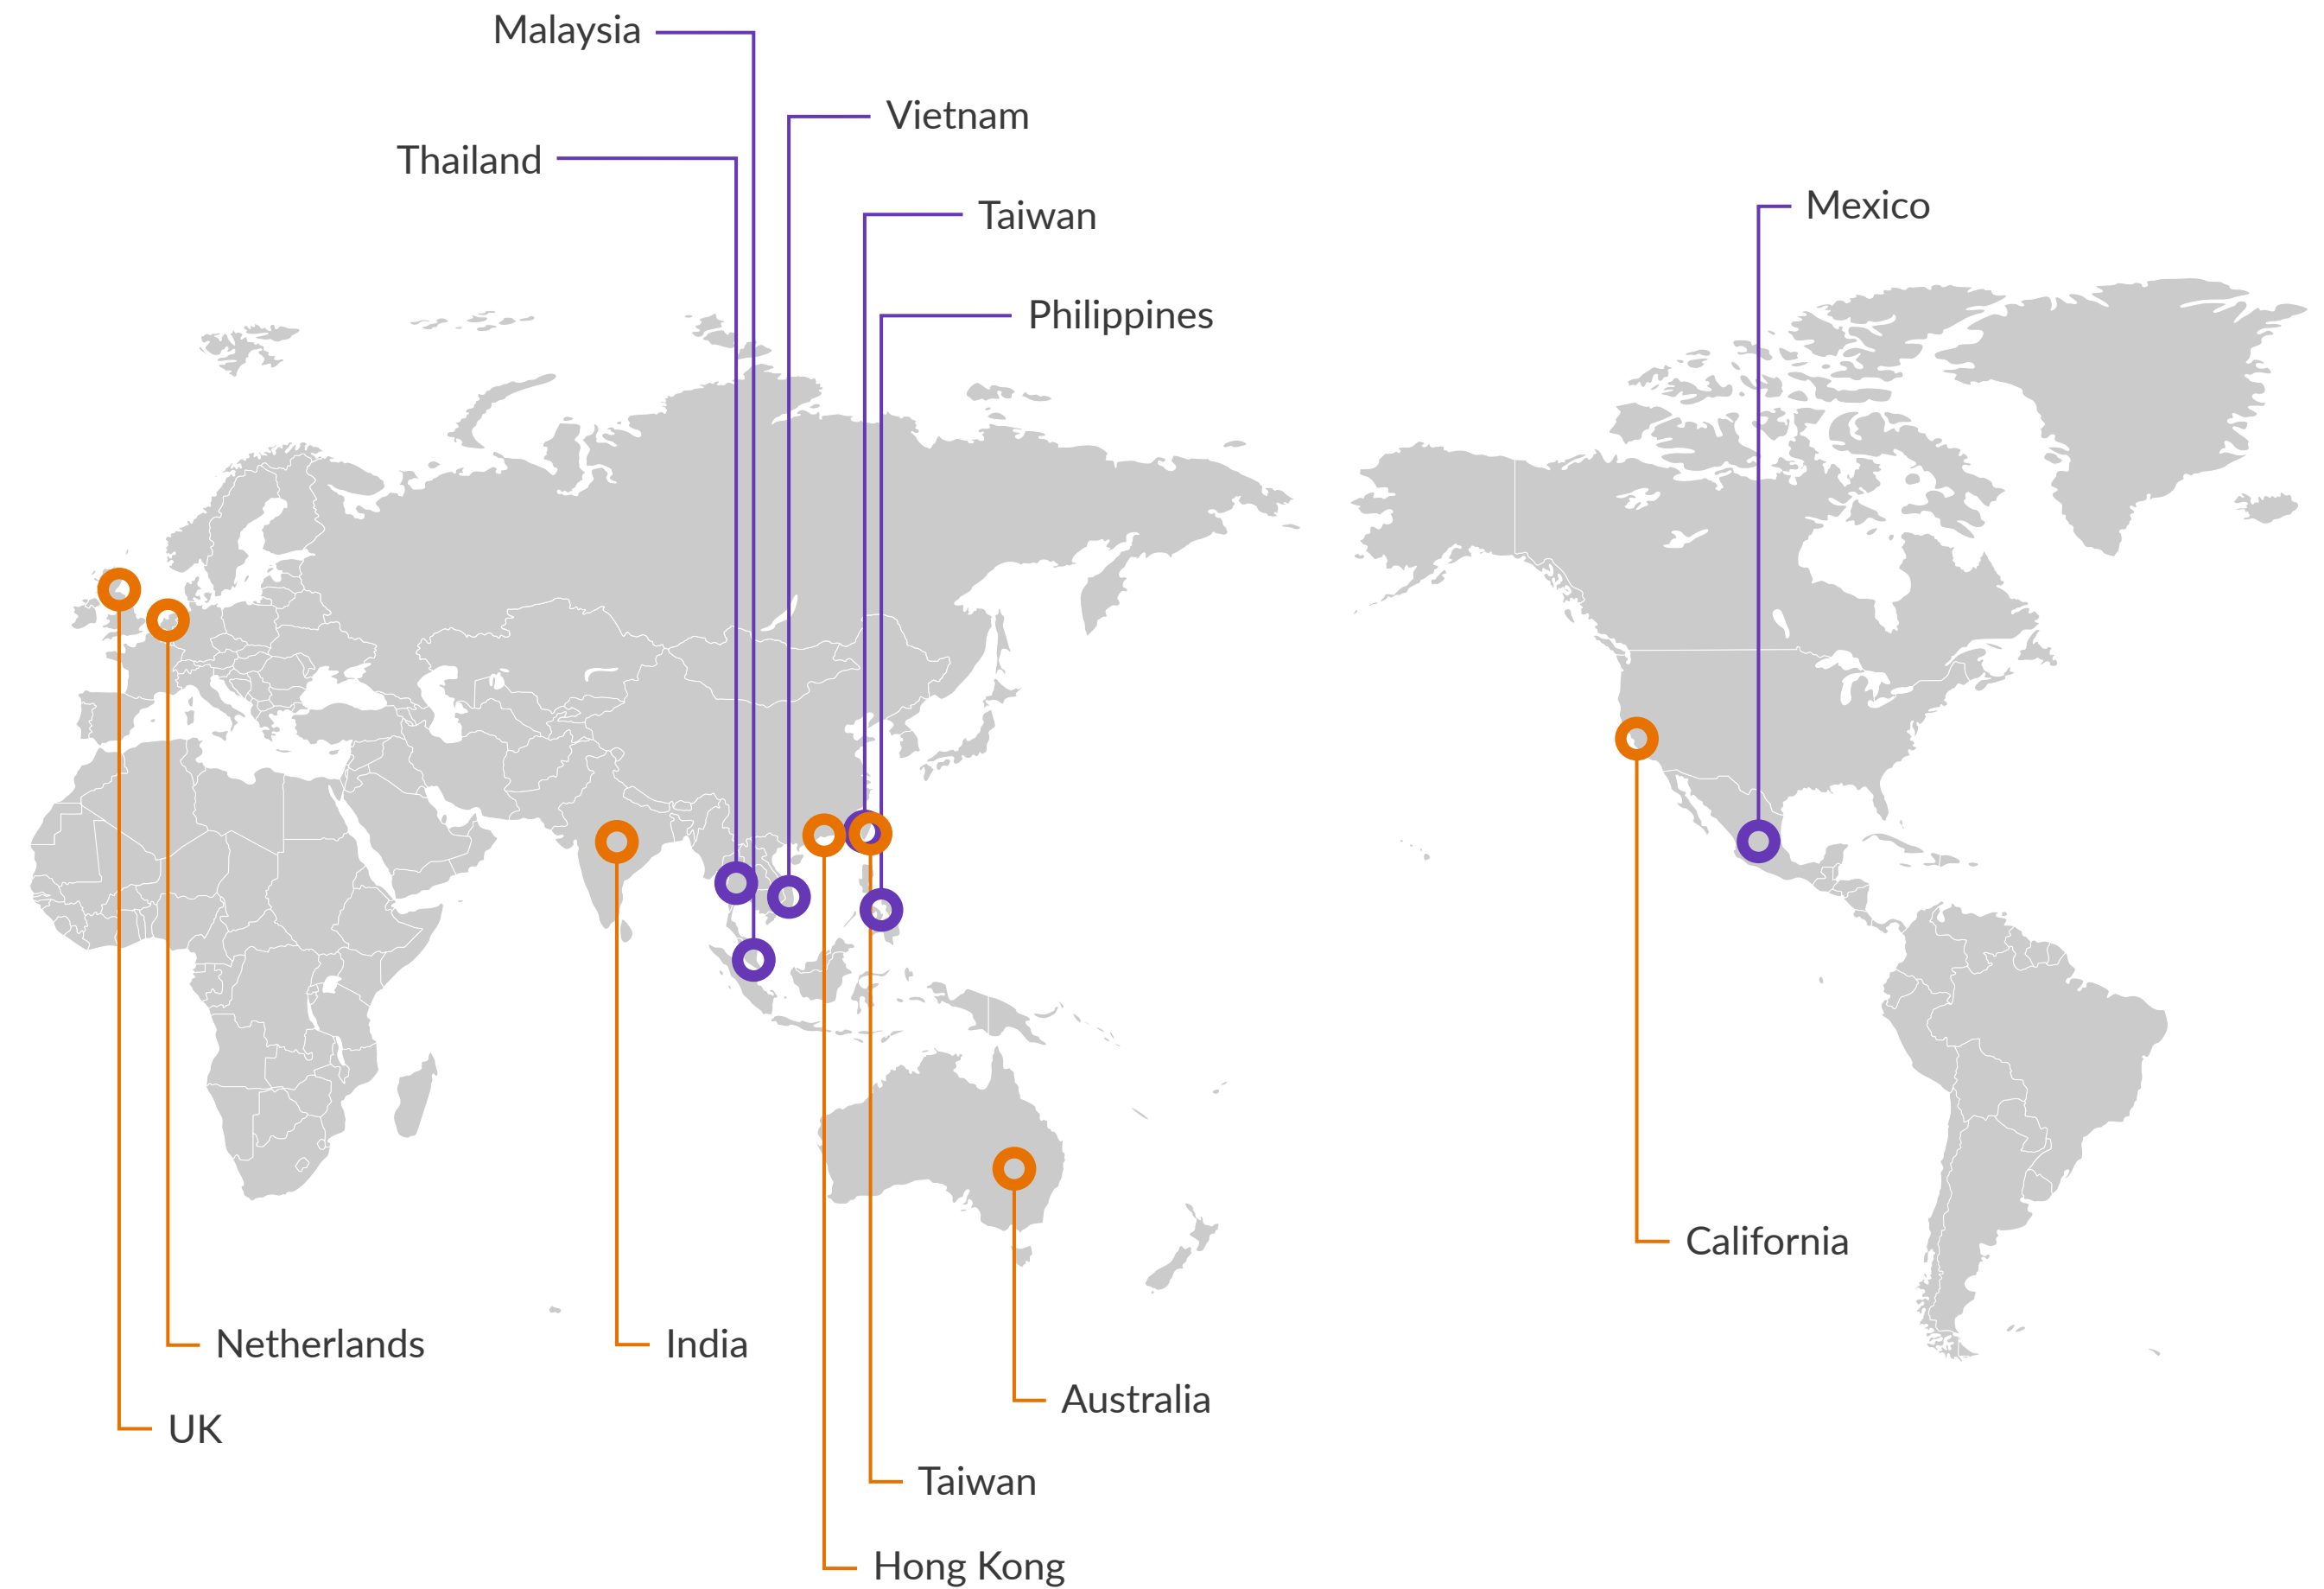 Malaysia
Vietnam
Thailand
Taiwan
Mexico
Philippines
California
Netherlands
India
Australia
UK
Taiwan
Hong Kong